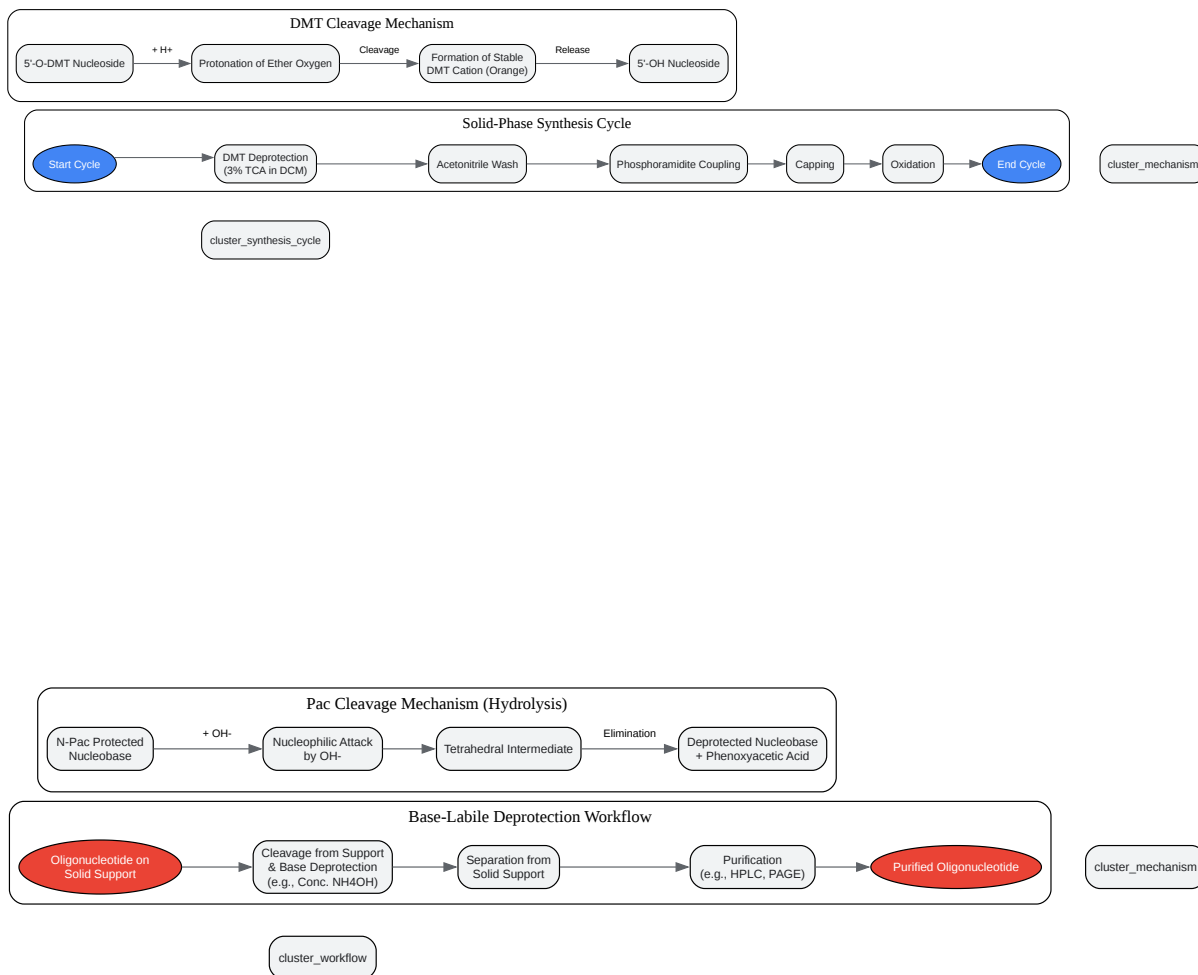 DMT Cleavage Mechanism
5'-O-DMT Nucleoside
+ H+
Protonation of Ether Oxygen
Cleavage
Formation of Stable
DMT Cation (Orange)
Release
5'-OH Nucleoside
Solid-Phase Synthesis Cycle
Start Cycle
DMT Deprotection
(3% TCA in DCM)
Acetonitrile Wash
Phosphoramidite Coupling
Capping
Oxidation
End Cycle
cluster_mechanism
cluster_synthesis_cycle
Pac Cleavage Mechanism (Hydrolysis)
N-Pac Protected
Nucleobase
+ OH-
Nucleophilic Attack
by OH-
Tetrahedral Intermediate
Elimination
Deprotected Nucleobase
+ Phenoxyacetic Acid
Base-Labile Deprotection Workflow
Oligonucleotide on
Solid Support
Cleavage from Support
& Base Deprotection
(e.g., Conc. NH4OH)
Separation from
Solid Support
Purification
(e.g., HPLC, PAGE)
Purified Oligonucleotide
cluster_mechanism
cluster_workflow